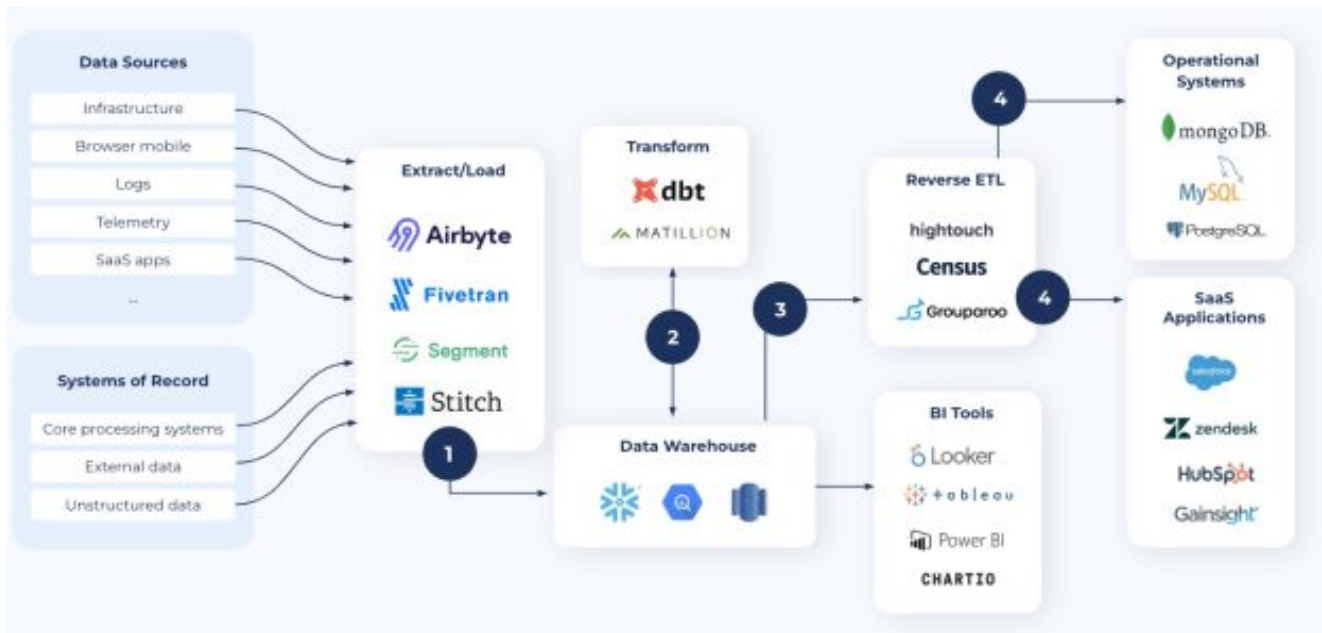 Data Sources
Infrastructure
Browser mobile
Logs
Telemetry
SaaS apps
...
Systems of Record
Core processing systems
External data
Unstructured data
Extract/Load
Airbyte
Fivetran
Segment
Stitch
1
Transform
dbt
MATILLION
2
Data Warehouse
3
Reverse ETL
hightouch
Census
Grouparoo
4
4
BI Tools
Looker
+ableau
Power BI
CHARTIO
Operational
Systems
mongoDB.
MySQL
PostgreSQL
SaaS
Applications
salesforce
zendesk
HubSpot
Gainsight